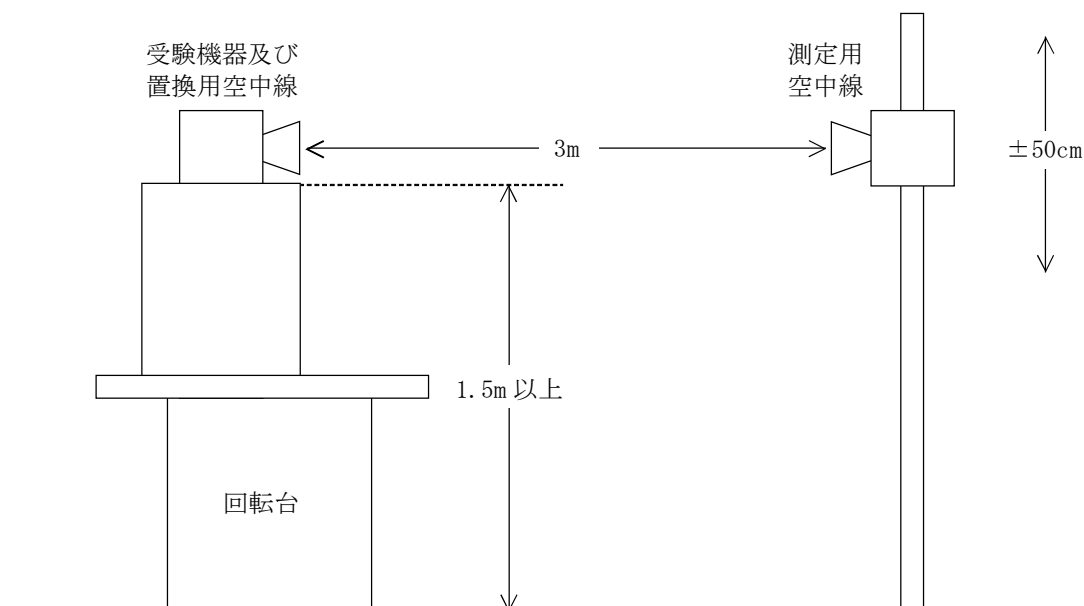 受験機器及び
置換用空中線
測定用
空中線
3m
±50cm
1.5m 以上
回転台